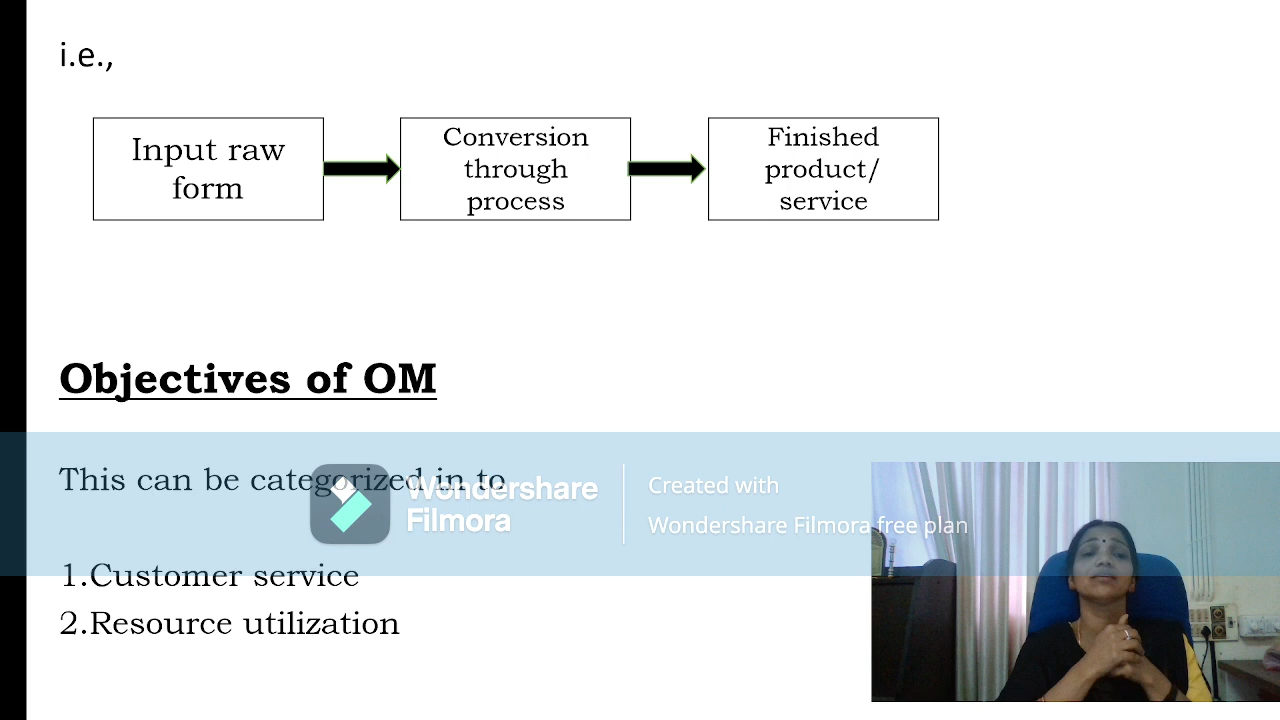 i.e.,
Input raw
form
Conversion
through
process
Finished
product/
service
Objectives of OM
This can be categorized in to
Wondershare
Filmora
Created with
Wondershare Filmora free plan
1.Customer service
2.Resource utilization